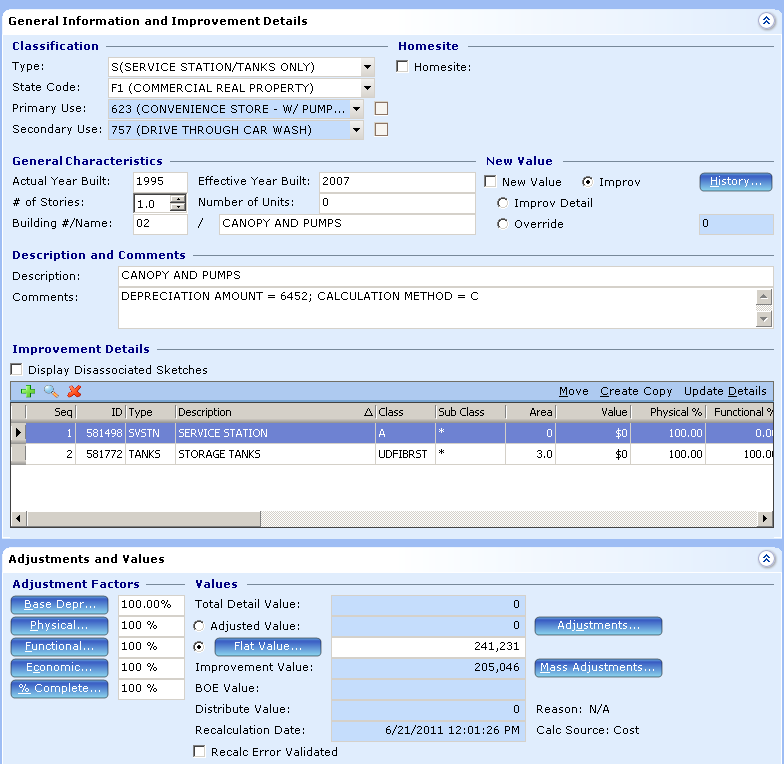 General Information and Improvement Details
Classification
Homesite
Type: S(SERVICE STATION/TANKS ONLY)
Homesite:
State Code: F1 (COMMERCIAL REAL PROPERTY)
Primary Use: 623 (CONVENIENCE STORE - W/ PUMP...
Secondary Use: 757 (DRIVE THROUGH CAR WASH)
General Characteristics
New Value
Actual Year Built: 1995 Effective Year Built: 2007
New Value Improv History...
# of Stories: 1.0 Number of Units: 0
Improv Detail
Building #/Name: 02 / CANOPY AND PUMPS
Override 0
Description and Comments
Description: CANOPY AND PUMPS
Comments: DEPRECIATION AMOUNT = 6452; CALCULATION METHOD = C
Improvement Details
Display Disassociated Sketches
Move Create Copy Update Details
Seq ID Type Description Class Sub Class Area Value Physical % Functional %
1 581498 SVSTN SERVICE STATION A * 0 $0 100.00 0.00
2 581772 TANKS STORAGE TANKS UDFIBRST * 3.0 $0 100.00 100.00
Adjustments and Values
Adjustment Factors
Values
Base Depr... 100.00% Total Detail Value: 0
Physical... 100 % Adjusted Value: 0 Adjustments...
Functional... 100 % Flat Value... 241,231
Economic... 100 % Improvement Value: 205,046 Mass Adjustments...
% Complete... 100 % BOE Value:
Distribute Value: 0 Reason: N/A
Recalculation Date: 6/21/2011 12:01:26 PM Calc Source: Cost
Recalc Error Validated